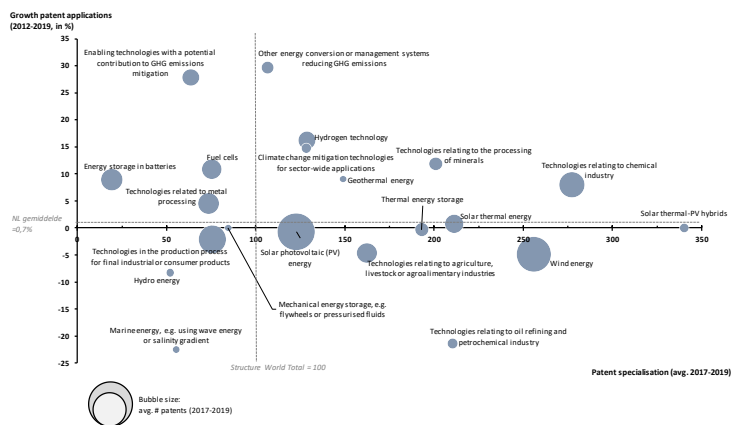 Growth patent applications
(2012-2019, in %)
35
Enabling technologies with a potential
contribution to GHG emissions
mitigation
Other energy conversion or management systems
reducing GHG emissions
30
25
20
15
Hydrogen technology
Fuel cells
Climate change mitigation technologies
for sector-wide applications
Technologies relating to the processing
of minerals
Energy storage in batteries
Technologies relating to chemical
industry
10
Geothermal energy
Technologies related to metal
processing
Thermal energy storage
5
NL gemiddelde
=0,7%
Solar thermal energy
Solar thermal-PV hybrids
0
0
50
100
150
200
250
300
350
Technologies in the production process
for final industrial or consumer products
Solar photovoltaic (PV)
energy
Technologies relating to agriculture,
livestock or agroalimentary industries
Wind energy
-5
Hydro energy
-10
Mechanical energy storage, e.g.
flywheels or pressurised fluids
-15
Marine energy, e.g. using wave energy
or salinity gradient
Technologies relating to oil refining and
petrochemical industry
-20
-25
Structure World Total = 100
Patent specialisation (avg. 2017-2019)
Bubble size:
avg. # patents (2017-2019)